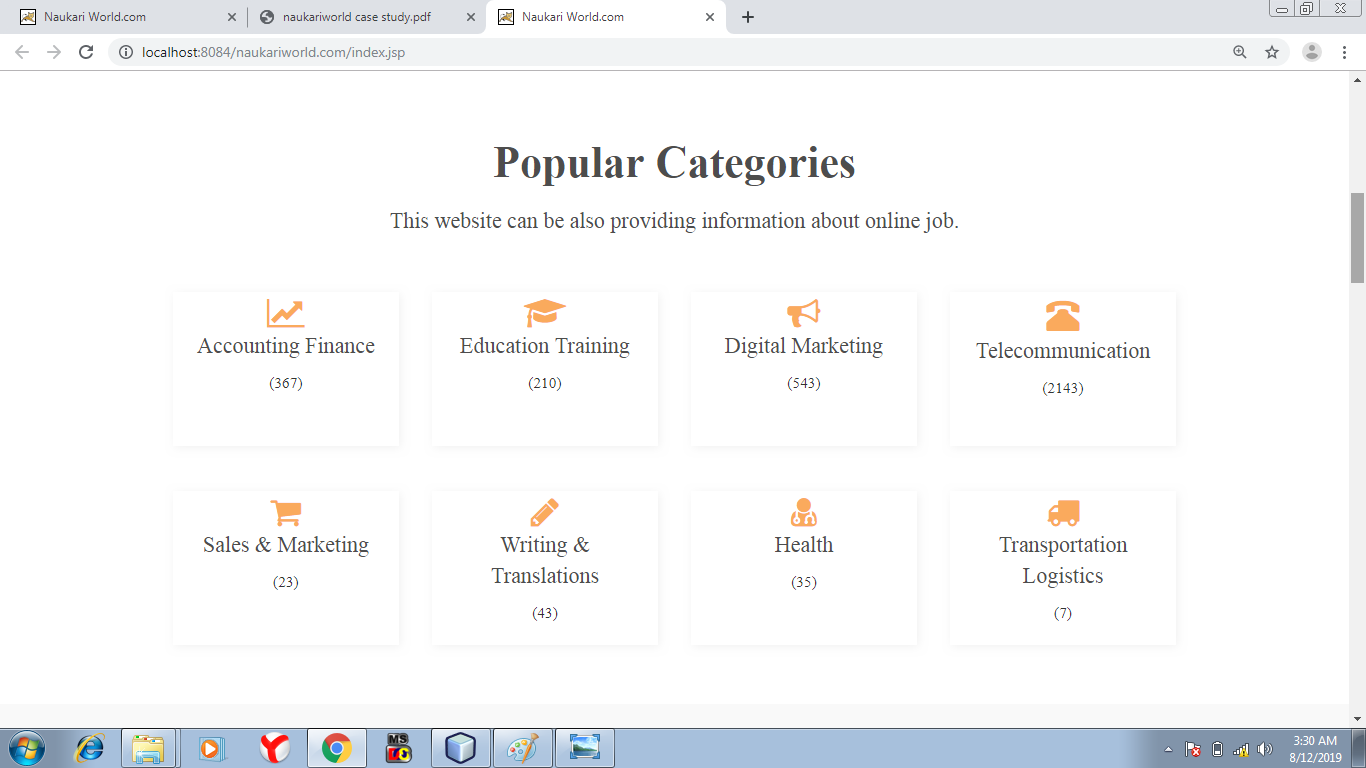 Naukari World.com
naukariworld case study.pdf
Naukari World.com
localhost:8084/naukariworld.com/index.jsp
Popular Categories
This website can be also providing information about online job.
Accounting Finance
(367)
Education Training
(210)
Digital Marketing
(543)
Telecommunication
(2143)
Sales & Marketing
(23)
Writing &
Translations
(43)
Health
(35)
Transportation
Logistics
(7)
MS
3:30 AM
8/12/2019